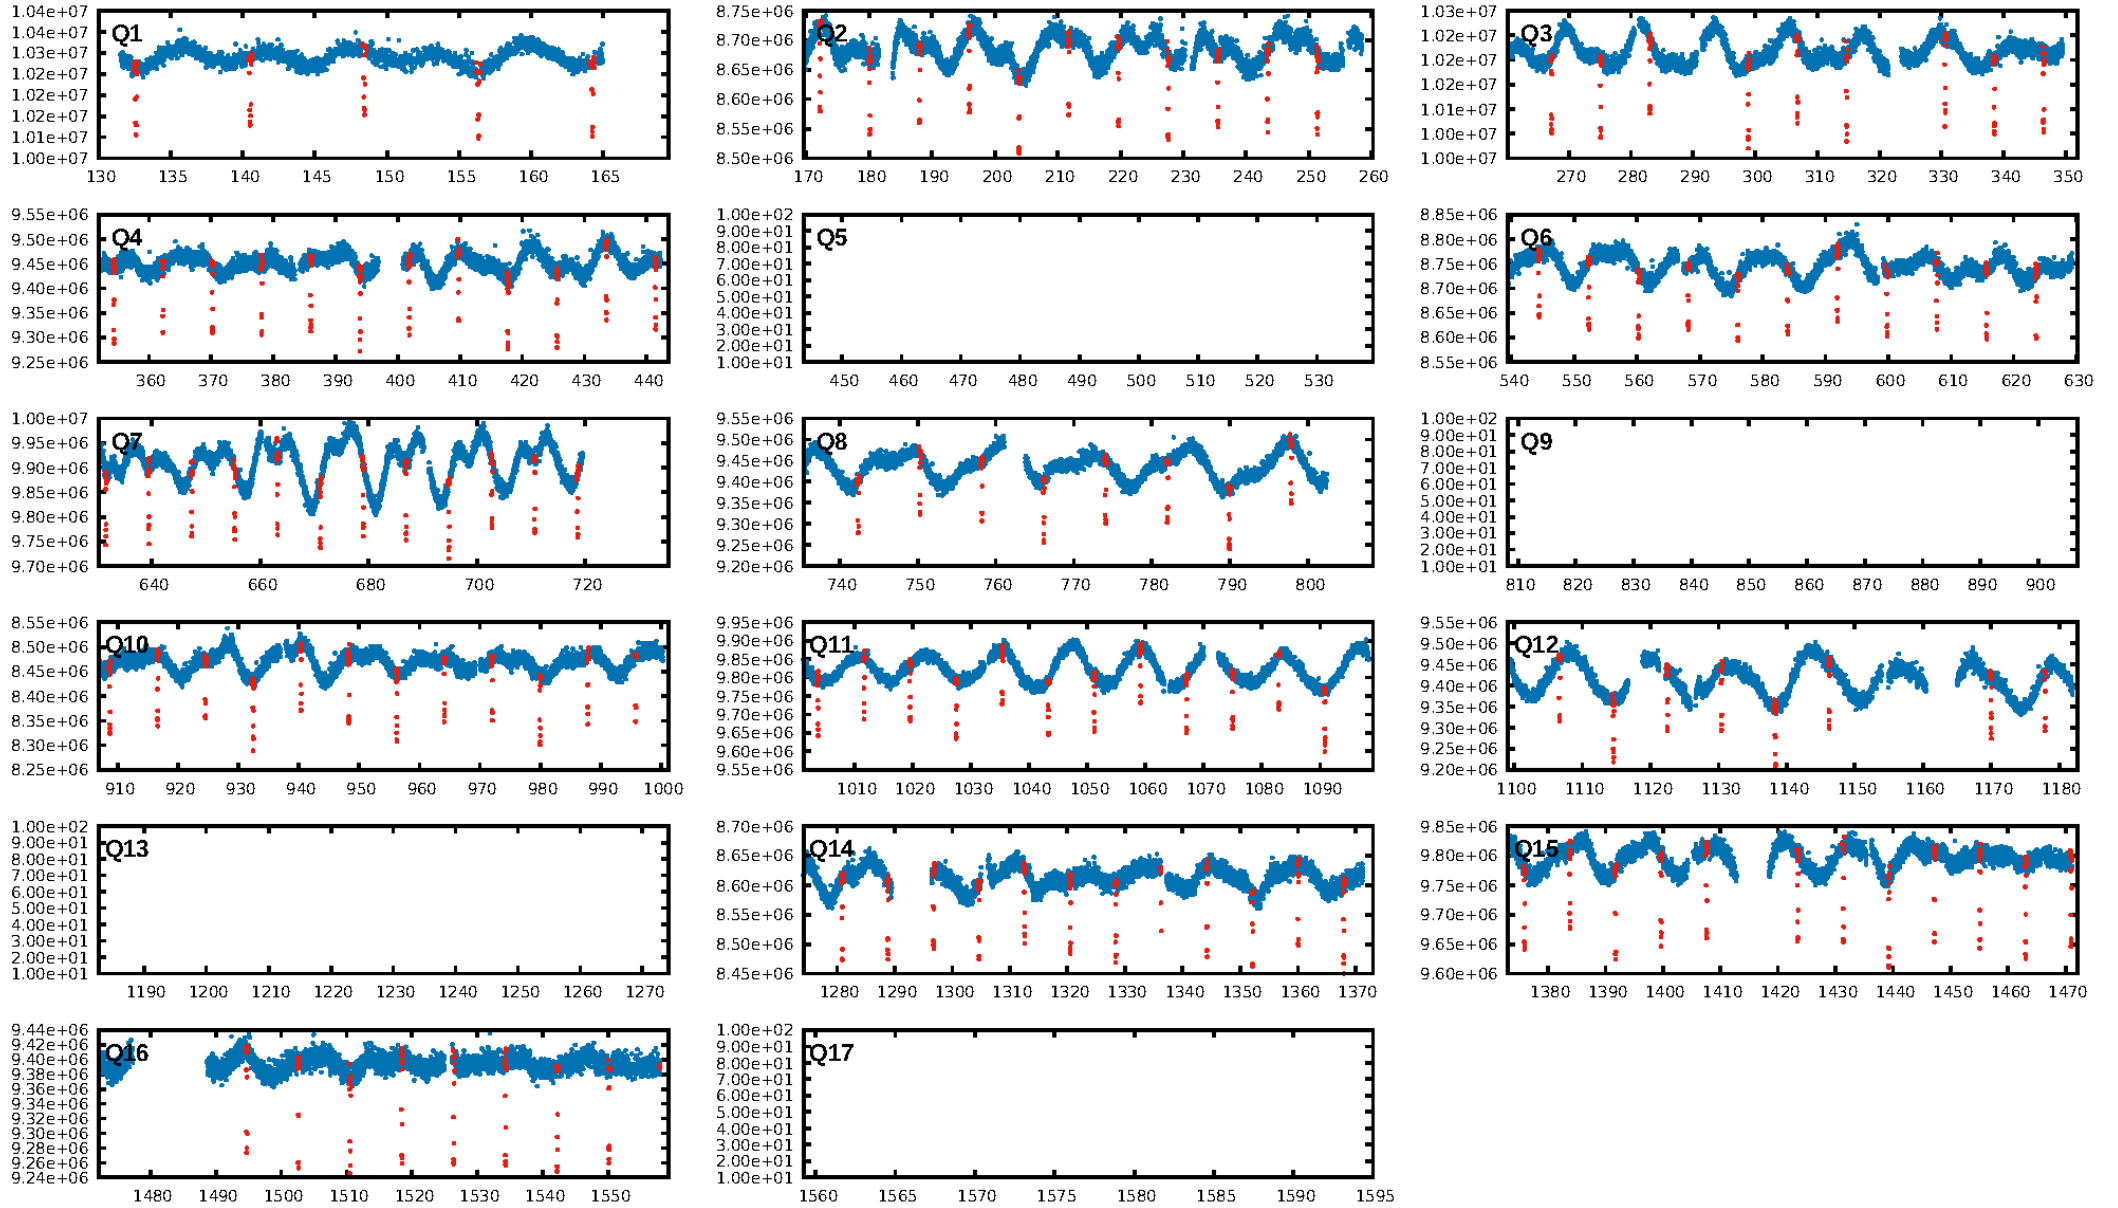 1.04e+07
1.04e+07
1.03e+07
1.02e+07
1.02e+07
1.02e+07
1.01e+07
1.00e+07
Q1
130 135 140 145 150 155 160 165
8.75e+06
8.70e+06
8.65e+06
8.60e+06
8.55e+06
8.50e+06
Q2
170 180 190 200 210 220 230 240 250 260
1.03e+07
1.02e+07
1.02e+07
1.01e+07
1.01e+07
1.00e+07
1.00e+07
Q3
270 280 290 300 310 320 330 340 350
9.55e+06
9.50e+06
9.45e+06
9.40e+06
9.35e+06
9.30e+06
9.25e+06
Q4
360 370 380 390 400 410 420 430 440
1.00e+02
9.00e+01
8.00e+01
7.00e+01
6.00e+01
5.00e+01
4.00e+01
3.00e+01
2.00e+01
1.00e+01
Q5
450 460 470 480 490 500 510 520 530
8.85e+06
8.80e+06
8.75e+06
8.70e+06
8.65e+06
8.60e+06
8.55e+06
Q6
540 550 560 570 580 590 600 610 620 630
1.00e+07
9.95e+06
9.90e+06
9.85e+06
9.80e+06
9.75e+06
9.70e+06
Q7
640 660 680 700 720
9.55e+06
9.50e+06
9.45e+06
9.40e+06
9.35e+06
9.30e+06
9.25e+06
9.20e+06
Q8
740 750 760 770 780 790 800
1.00e+02
9.00e+01
8.00e+01
7.00e+01
6.00e+01
5.00e+01
4.00e+01
3.00e+01
2.00e+01
1.00e+01
Q9
810 820 830 840 850 860 870 880 890 900
8.55e+06
8.50e+06
8.45e+06
8.40e+06
8.35e+06
8.30e+06
8.25e+06
Q10
910 920 930 940 950 960 970 980 990 1000
9.95e+06
9.90e+06
9.85e+06
9.80e+06
9.75e+06
9.70e+06
9.65e+06
9.60e+06
9.55e+06
Q11
1010 1020 1030 1040 1050 1060 1070 1080 1090
9.55e+06
9.50e+06
9.45e+06
9.40e+06
9.35e+06
9.30e+06
9.25e+06
9.20e+06
Q12
1100 1110 1120 1130 1140 1150 1160 1170 1180
1.00e+02
9.00e+01
8.00e+01
7.00e+01
6.00e+01
5.00e+01
4.00e+01
3.00e+01
2.00e+01
1.00e+01
Q13
1190 1200 1210 1220 1230 1240 1250 1260 1270
8.70e+06
8.65e+06
8.60e+06
8.55e+06
8.50e+06
8.45e+06
Q14
1280 1290 1300 1310 1320 1330 1340 1350 1360 1370
9.85e+06
9.80e+06
9.75e+06
9.70e+06
9.65e+06
9.60e+06
Q15
1380 1390 1400 1410 1420 1430 1440 1450 1460 1470
9.44e+06
9.42e+06
9.40e+06
9.38e+06
9.36e+06
9.34e+06
9.32e+06
9.30e+06
9.28e+06
9.26e+06
9.24e+06
Q16
1480 1490 1500 1510 1520 1530 1540 1550
1.00e+02
9.00e+01
8.00e+01
7.00e+01
6.00e+01
5.00e+01
4.00e+01
3.00e+01
2.00e+01
1.00e+01
Q17
1560 1565 1570 1575 1580 1585 1590 1595